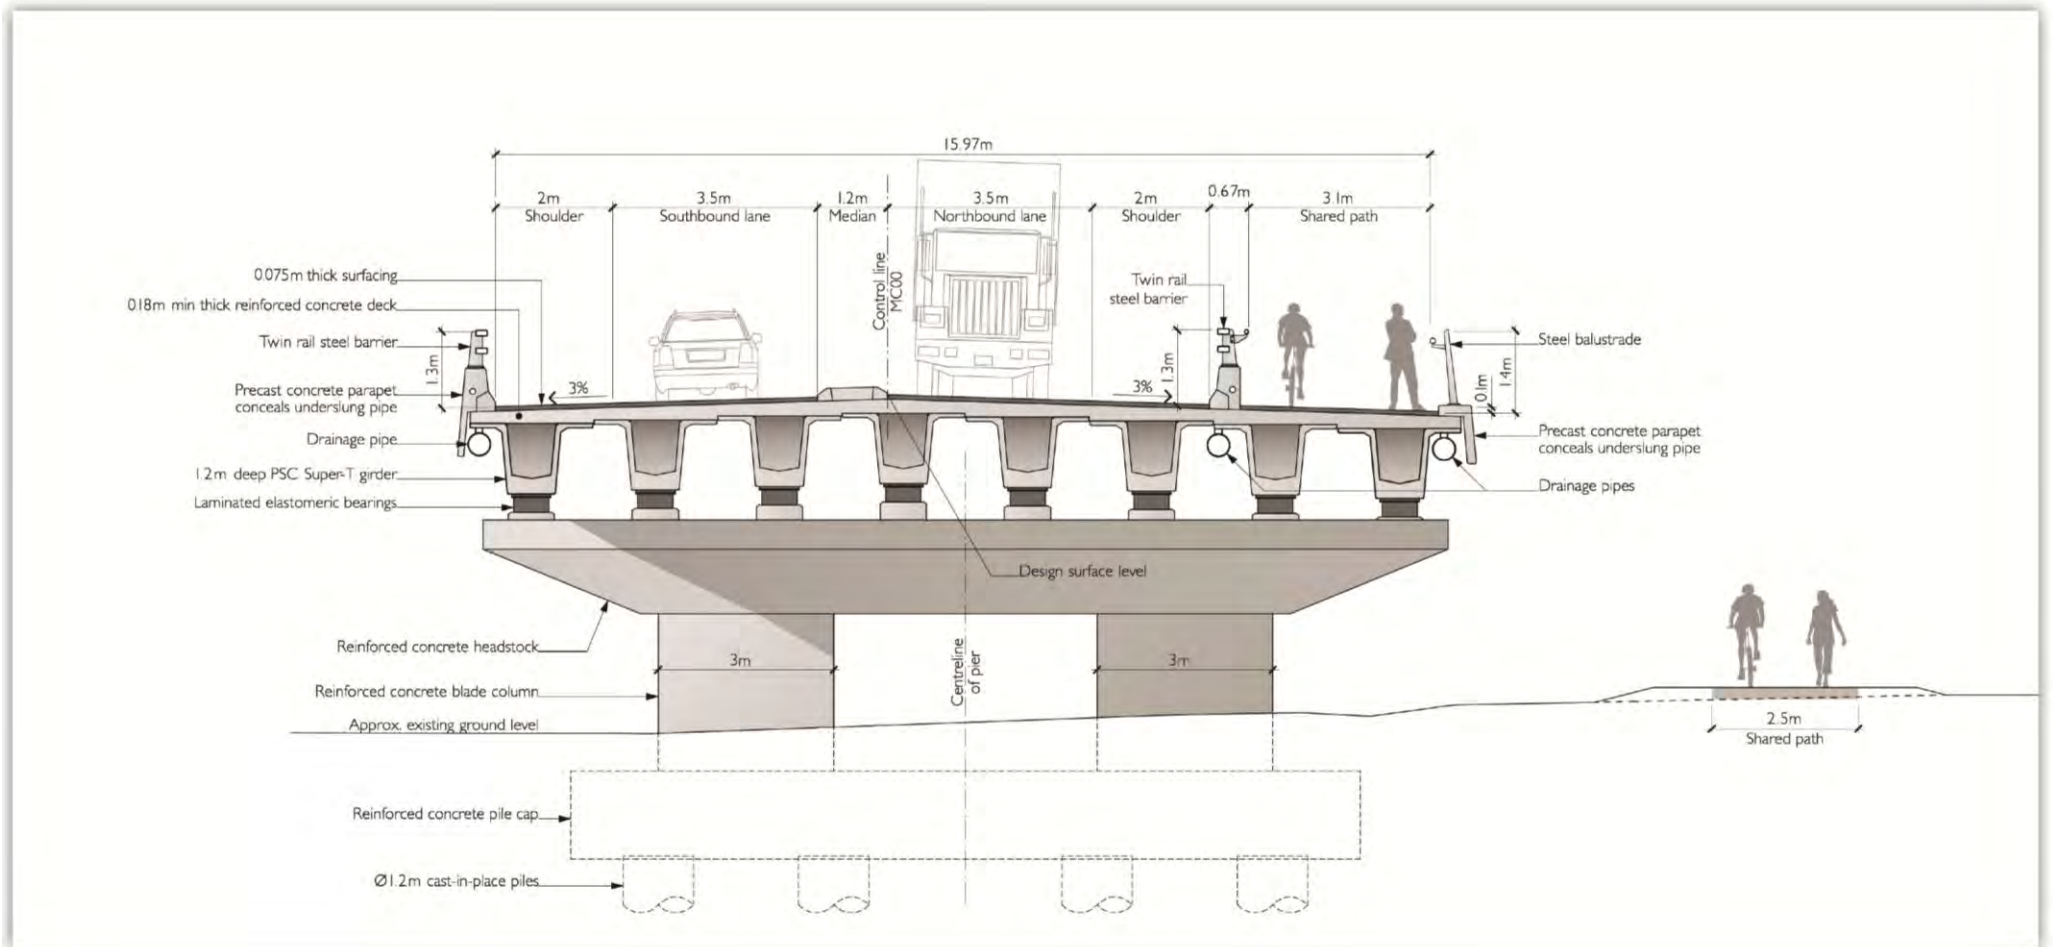 15.97m
2m
Shoulder
3.5m
Southbound lane
1.2m
Median
3.5m
Northbound lane
2m
Shoulder
0.67m
3.1m
Shared path
Control line
MC00
0.075m thick surfacing
0.18m min thick reinforced concrete deck
Twin rail steel barrier
1.3m
Precast concrete parapet
conceals underslung pipe
Drainage pipe
1.2m deep PSC Super-T girder
Laminated elastomeric bearings
3%
3%
Twin rail
steel barrier
1.3m
Steel balustrade
0.1m
1.4m
Precast concrete parapet
conceals underslung pipe
Drainage pipes
Design surface level
Reinforced concrete headstock
3m
Centreline
of pier
3m
Reinforced concrete blade column
Approx. existing ground level
2.5m
Shared path
Reinforced concrete pile cap
Ø1.2m cast-in-place piles